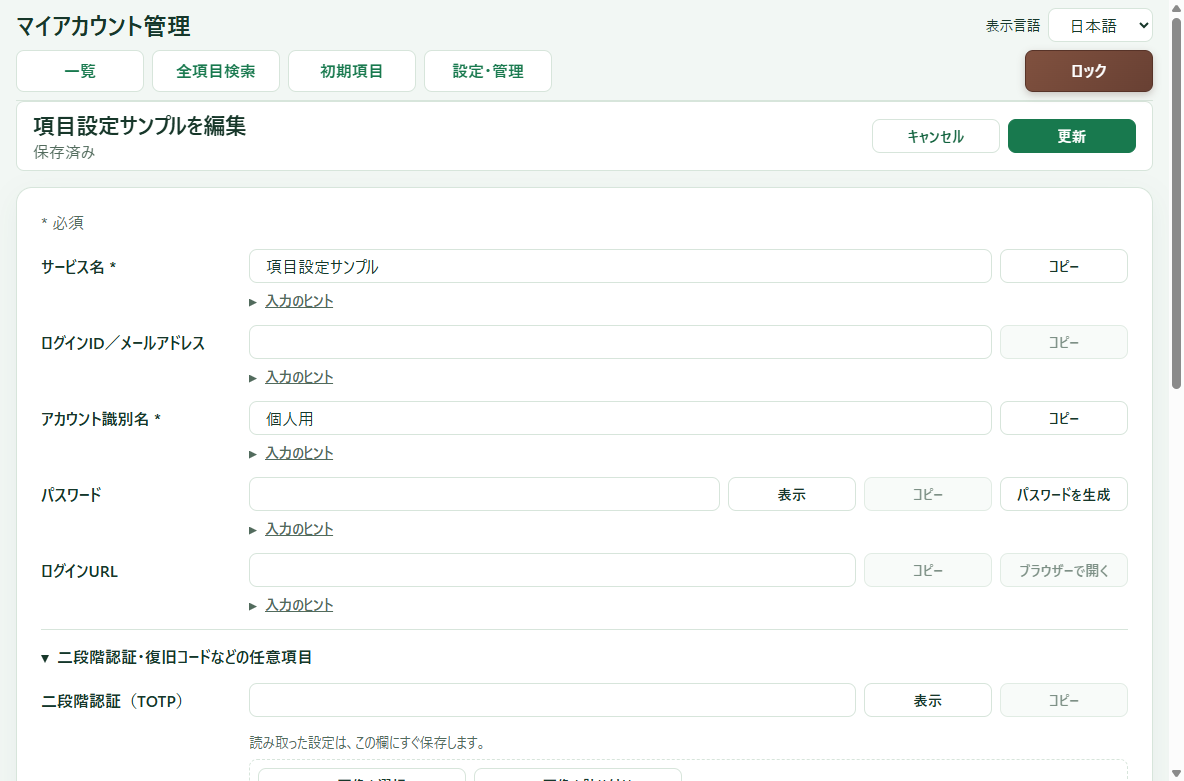 マイアカウント管理
表示言語 日本語
一覧 全項目検索 初期項目 設定・管理 ロック
項目設定サンプルを編集
保存済み
キャンセル 更新
* 必須
サービス名 * 項目設定サンプル コピー
▶ 入力のヒント
ログインID／メールアドレス コピー
▶ 入力のヒント
アカウント識別名 * 個人用 コピー
▶ 入力のヒント
パスワード 表示 コピー パスワードを生成
▶ 入力のヒント
ログインURL コピー ブラウザーで開く
▶ 入力のヒント
▼ 二段階認証・復旧コードなどの任意項目
二段階認証（TOTP） 表示 コピー
読み取った設定は、この欄にすぐ保存します。